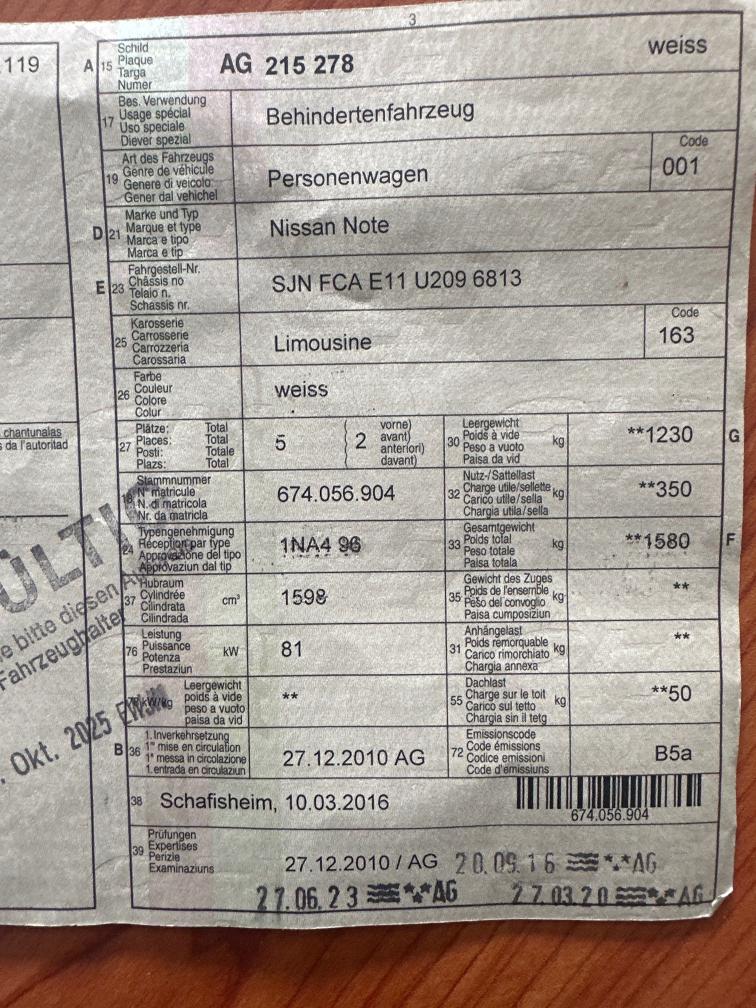 3
119
A 15 Schild
Plaque
Targa
Numer
AG 215 278
weiss
17 Bes. Verwendung
Usage spécial
Uso speciale
Diever spezial
Behindertenfahrzeug
19 Art des Fahrzeugs
Genre de véhicule
Genere di veicolo
Gener dal vehichel
Personenwagen
Code
001
D 21 Marke und Typ
Marque et type
Marca e tipo
Marca e tip
Nissan Note
E 23 Fahrgestell-Nr.
Châssis no
Telaio n.
Schassis nr.
SJN FCA E11 U209 6813
25 Karosserie
Carrosserie
Carrozzeria
Carossaria
Limousine
Code
163
26 Farbe
Couleur
Colore
Colur
weiss
27 Plätze: Total
Places: Total
Posti: Totale
Plazs: Total
5
2
vorne)
avant)
anteriori)
davant)
30 Leergewicht
Poids à vide
Peso a vuoto
Paisa da vid
kg
**1230
G
chantunalas
da l'autoritad
18 Stammnummer
N° matricule
N. di matricola
Nr. da matricla
674.056.904
32 Nutz-/Sattellast
Charge utile/sellette
Carico utile/sella
Chargia utila/sella
kg
**350
24 Typengenehmigung
Réception par type
Approvazione del tipo
Approvaziun dal tip
1NA4 96
33 Gesamtgewicht
Poids total
Peso totale
Paisa totala
kg
**1580
F
37 Hubraum
Cylindrée
Cilindrata
Cilindrada
cm³
1598
35 Gewicht des Zuges
Poids de l'ensemble
Peso del convoglio
Paisa cumposiziun
kg
**
76 Leistung
Puissance
Potenza
Prestaziun
kW
81
31 Anhängelast
Poids remorquable
Carico rimorchiato
Chargia annexa
kg
**
kW/kg
Leergewicht
poids à vide
peso a vuoto
paisa da vid
**
55 Dachlast
Charge sur le toit
Carico sul tetto
Chargia sin il tetg
kg
**50
B 36 1.Inverkehrsetzung
1re mise en circulation
1a messa in circolazione
1.entrada en circulaziun
27.12.2010 AG
72 Emissionscode
Code émissions
Codice emissioni
Code d'emissiuns
B5a
38 Schafisheim, 10.03.2016
674.056.904
39 Prüfungen
Expertises
Perizie
Examinaziuns
27.12.2010 / AG
20.09.16 AG
27.06.23 AG
27.03.20 AG
ÜLTIG
e bitte diesen
Fahrzeughalter
. Okt. 2025